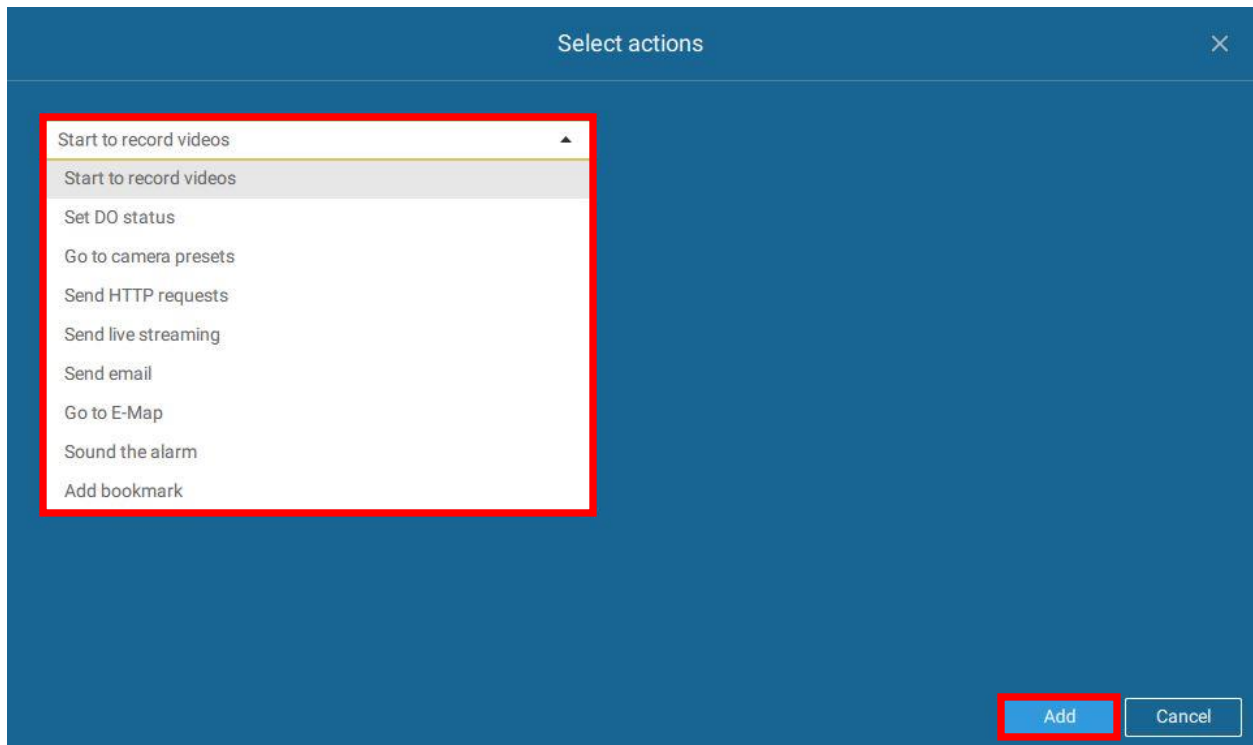 Select actions
Start to record videos
Start to record videos
Set DO status
Go to camera presets
Send HTTP requests
Send live streaming
Send email
Go to E-Map
Sound the alarm
Add bookmark
Add
Cancel